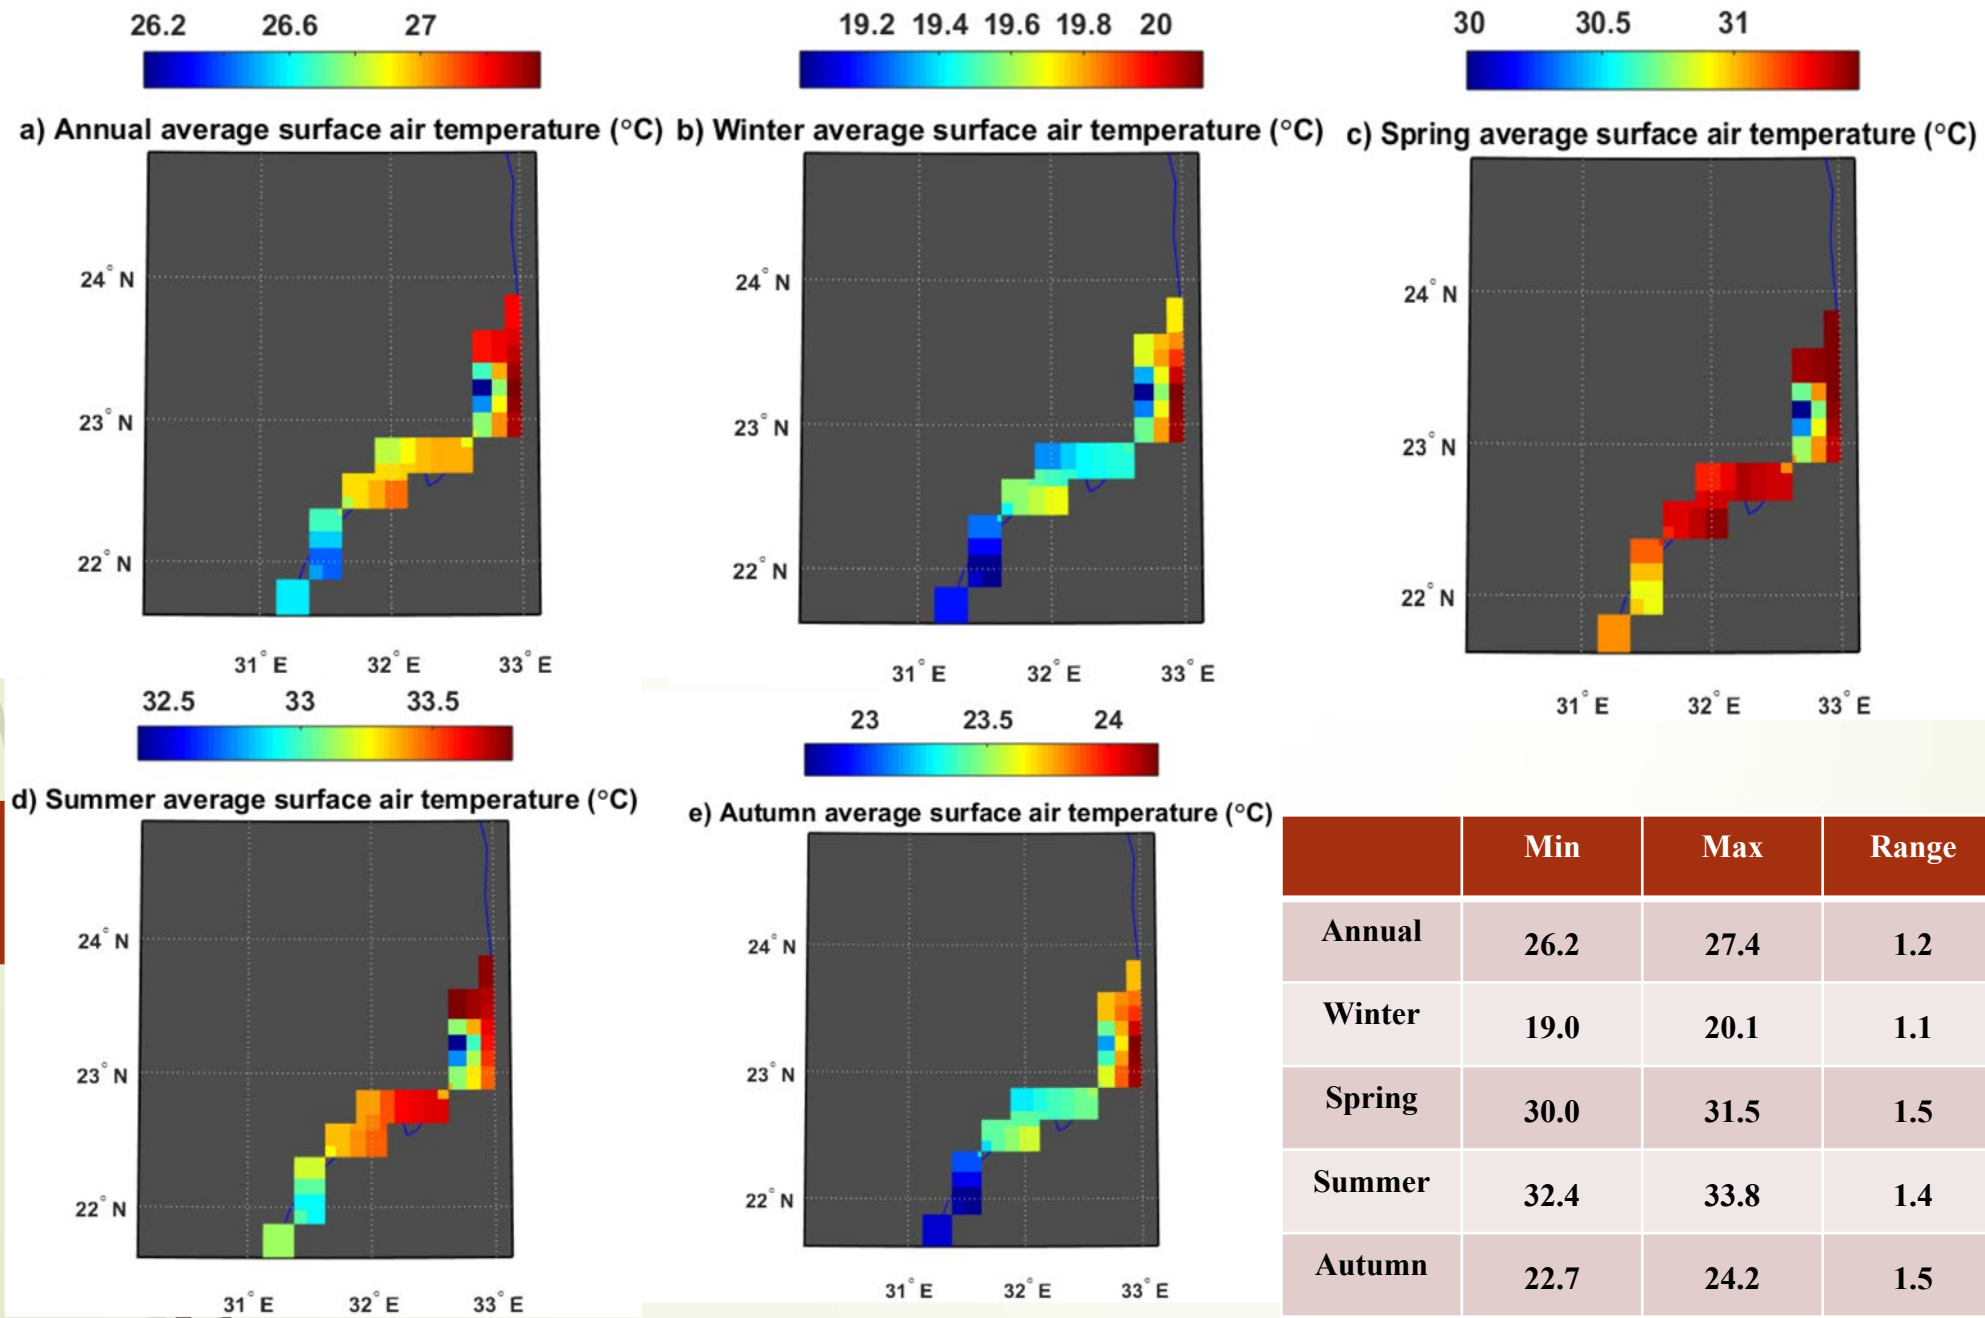 26.2 26.6 27
a) Annual average surface air temperature (°C)
24° N
23° N
22° N
31° E 32° E 33° E
19.2 19.4 19.6 19.8 20
b) Winter average surface air temperature (°C)
24° N
23° N
22° N
31° E 32° E 33° E
30 30.5 31
c) Spring average surface air temperature (°C)
24° N
23° N
22° N
31° E 32° E 33° E
32.5 33 33.5
d) Summer average surface air temperature (°C)
24° N
23° N
22° N
31° E 32° E 33° E
23 23.5 24
e) Autumn average surface air temperature (°C)
24° N
23° N
22° N
31° E 32° E 33° E
Min Max Range
Annual 26.2 27.4 1.2
Winter 19.0 20.1 1.1
Spring 30.0 31.5 1.5
Summer 32.4 33.8 1.4
Autumn 22.7 24.2 1.5